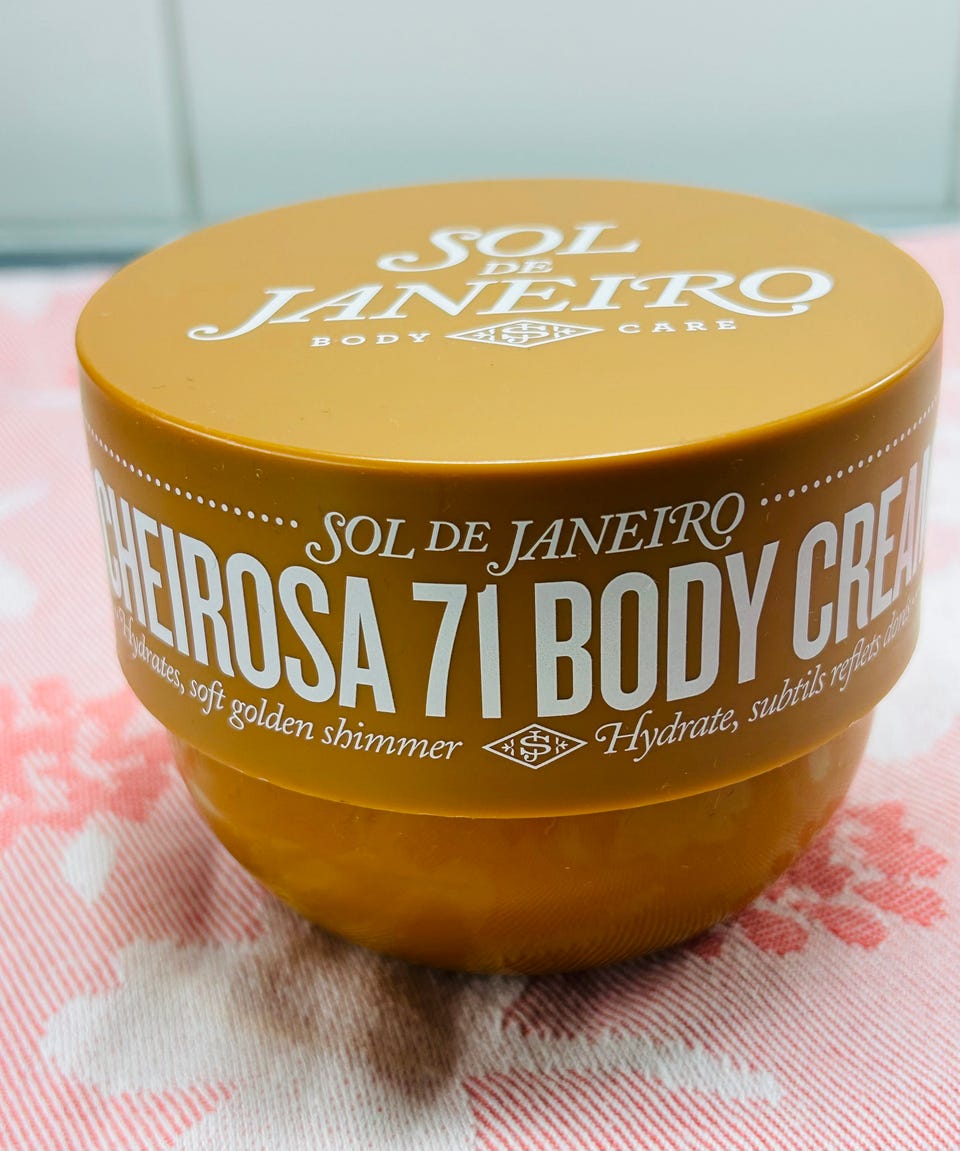 SOL
DE
JANEIRO
BODY CARE
SOL DE JANEIRO
CHEIROSA 71 BODY CREAM
Hydrates, soft golden shimmer
Hydrate, subtils reflets dorés